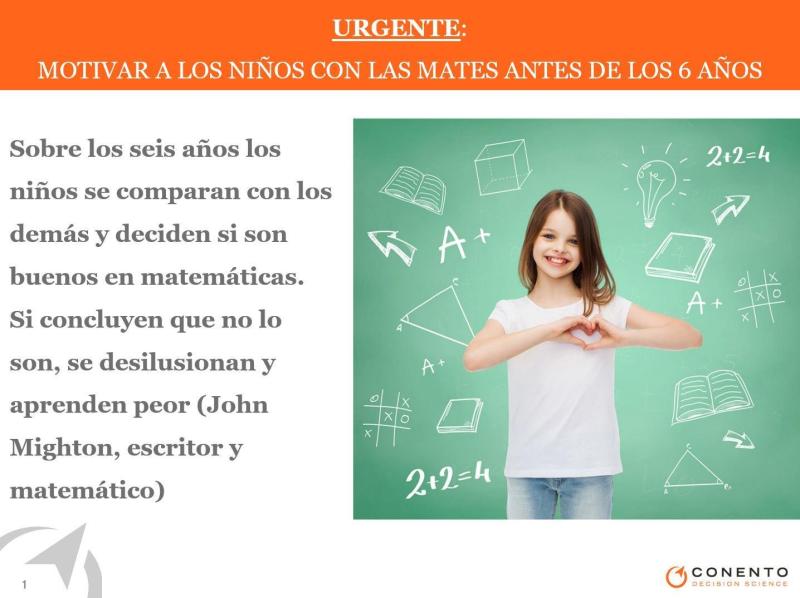 URGENTE:
MOTIVAR A LOS NIÑOS CON LAS MATES ANTES DE LOS 6 AÑOS
Sobre los seis años los
niños se comparan con los
demás y deciden si son
buenos en matemáticas.
Si concluyen que no lo
son, se desilusionan y
aprenden peor (John
Mighton, escritor y
matemático)
2+2=4
A+
A+
A+
2+2=4
1
CONENTO
DECISION SCIENCE